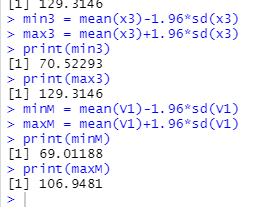 [1] 129.3146
> min3 = mean(x3)-1.96*sd(x3)
> max3 = mean(x3)+1.96*sd(x3)
> print(min3)
[1] 70.52293
> print(max3)
[1] 129.3146
> minM = mean(V1)-1.96*sd(V1)
> maxM = mean(V1)+1.96*sd(V1)
> print(minM)
[1] 69.01188
> print(maxM)
[1] 106.9481
>